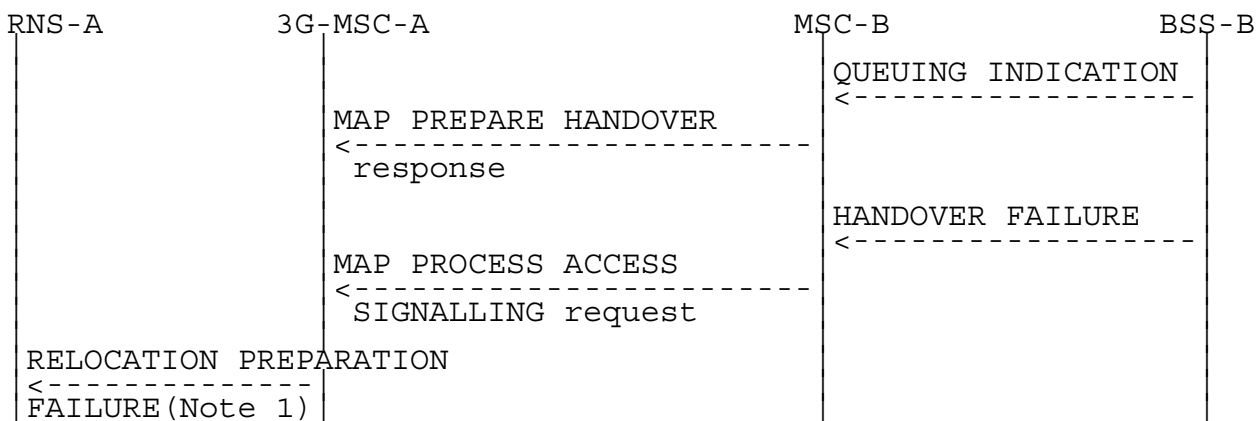 RNS-A 3G-MSC-A MSC-B BSS-B
QUEUING INDICATION
MAP PREPARE HANDOVER
response
HANDOVER FAILURE
MAP PROCESS ACCESS
SIGNALLING request
RELOCATION PREPARATION
FAILURE(Note 1)